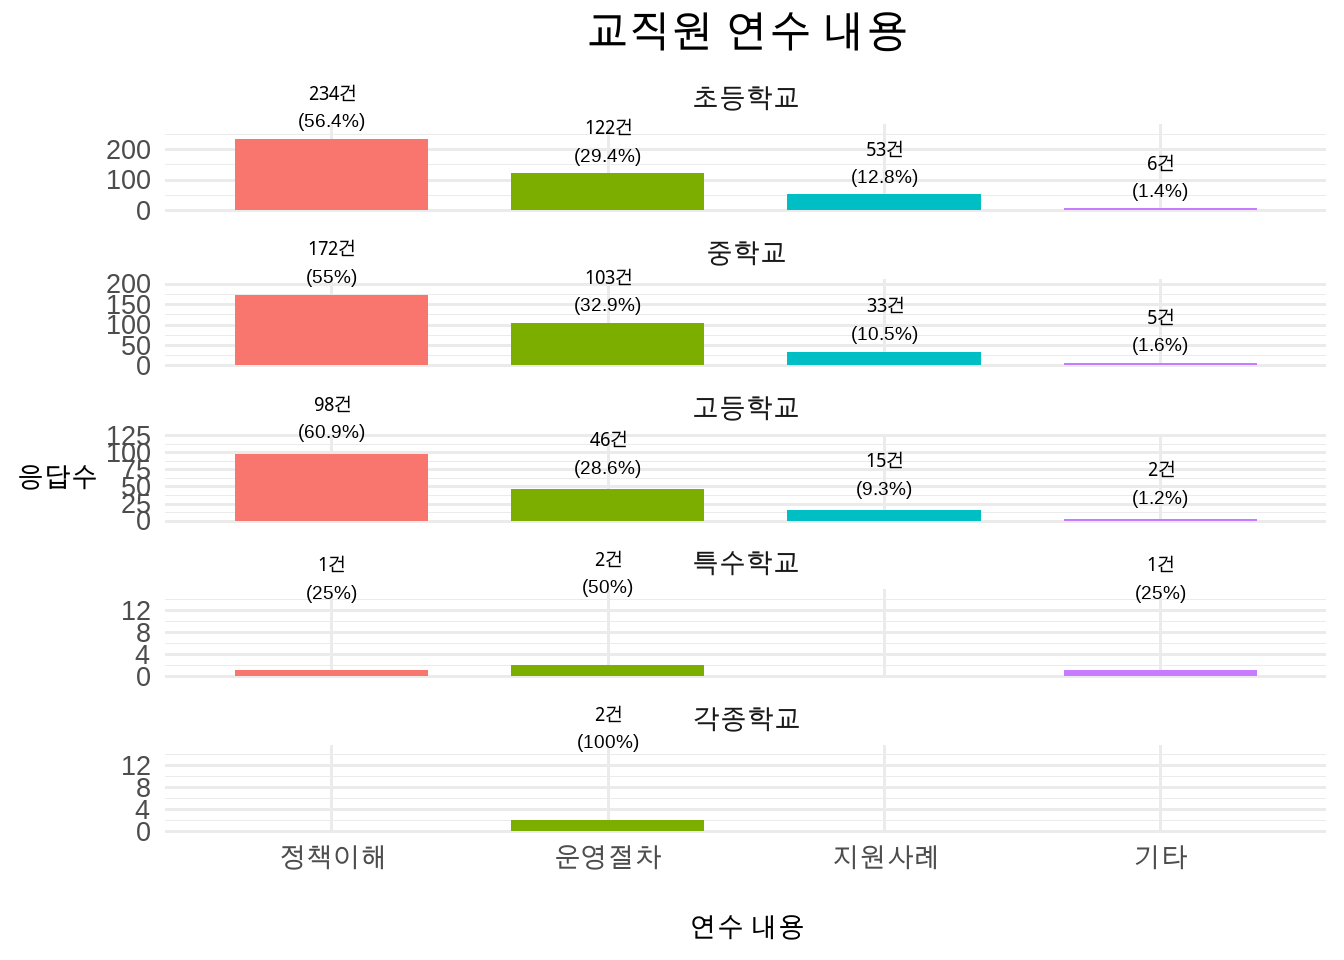 교직원 연수 내용
초등학교
234건
(56.4%)
122건
(29.4%)
53건
(12.8%)
6건
(1.4%)
200
100
0
중학교
172건
(55%)
103건
(32.9%)
33건
(10.5%)
5건
(1.6%)
200
150
100
50
0
고등학교
98건
(60.9%)
46건
(28.6%)
15건
(9.3%)
2건
(1.2%)
125
100
75
50
25
0
응답수
특수학교
1건
(25%)
2건
(50%)
1건
(25%)
12
8
4
0
각종학교
2건
(100%)
12
8
4
0
정책이해 운영절차 지원사례 기타
연수 내용